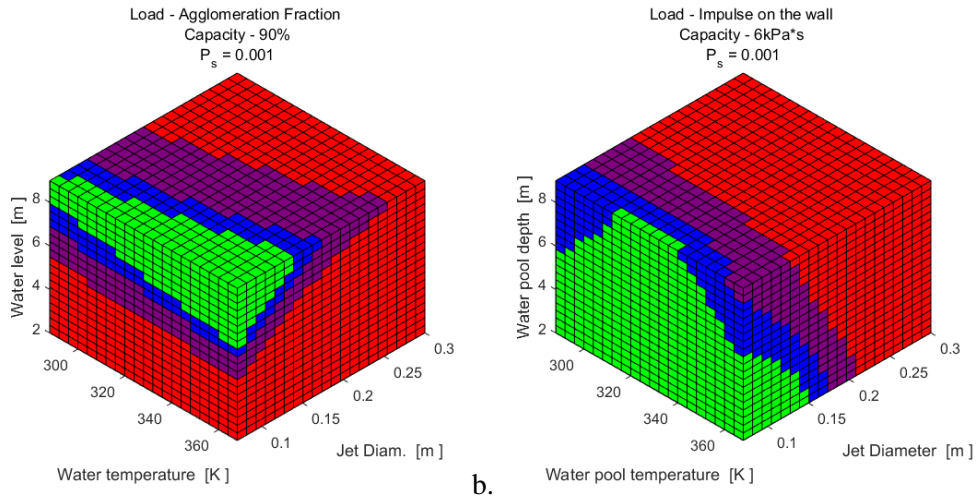 Load - Agglomeration Fraction
Capacity - 90%
P_s = 0.001
Water level [m]
8
6
4
2
300
320
340
360
Water temperature [K]
0.1
0.15
0.2
0.25
0.3
Jet Diam. [m]
b.
Load - Impulse on the wall
Capacity - 6kPa*s
P_s = 0.001
Water pool depth [m]
8
6
4
2
300
320
340
360
Water pool temperature [K]
0.1
0.15
0.2
0.25
0.3
Jet Diameter [m]